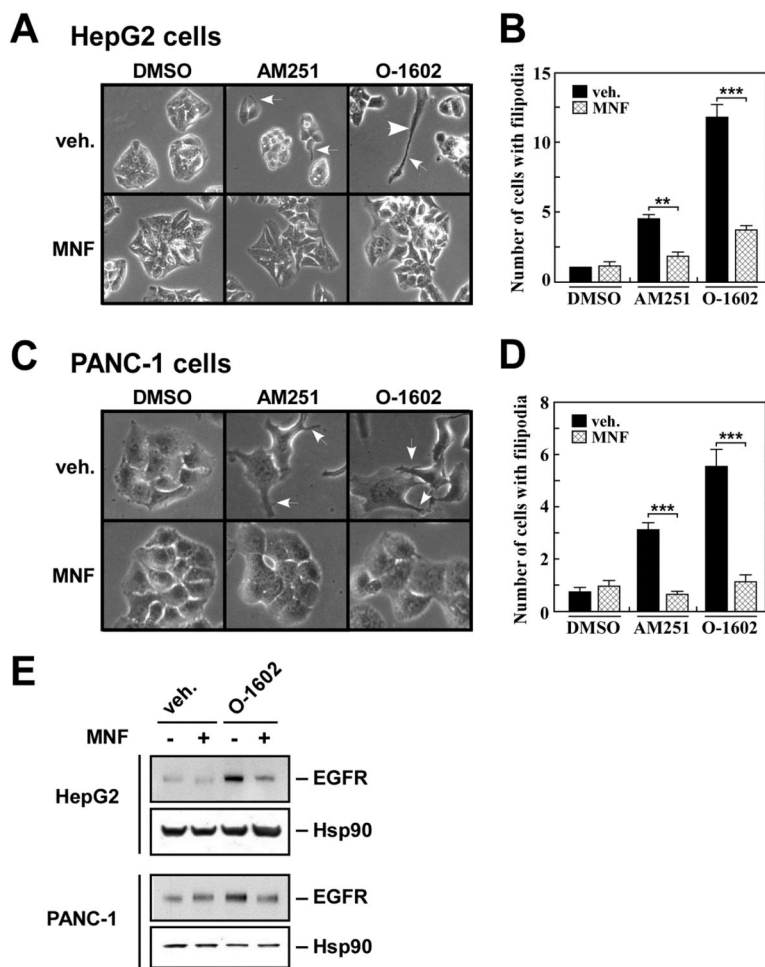 A HepG2 cells
DMSO AM251 O-1602
veh.
MNF
B
Number of cells with filipodia
15
10
5
0
veh.
MNF
**
***
DMSO AM251 O-1602
C PANC-1 cells
DMSO AM251 O-1602
veh.
MNF
D
Number of cells with filipodia
8
6
4
2
0
veh.
MNF
***
***
DMSO AM251 O-1602
E
veh. O-1602
MNF - + - +
HepG2
– EGFR
– Hsp90
PANC-1
– EGFR
– Hsp90